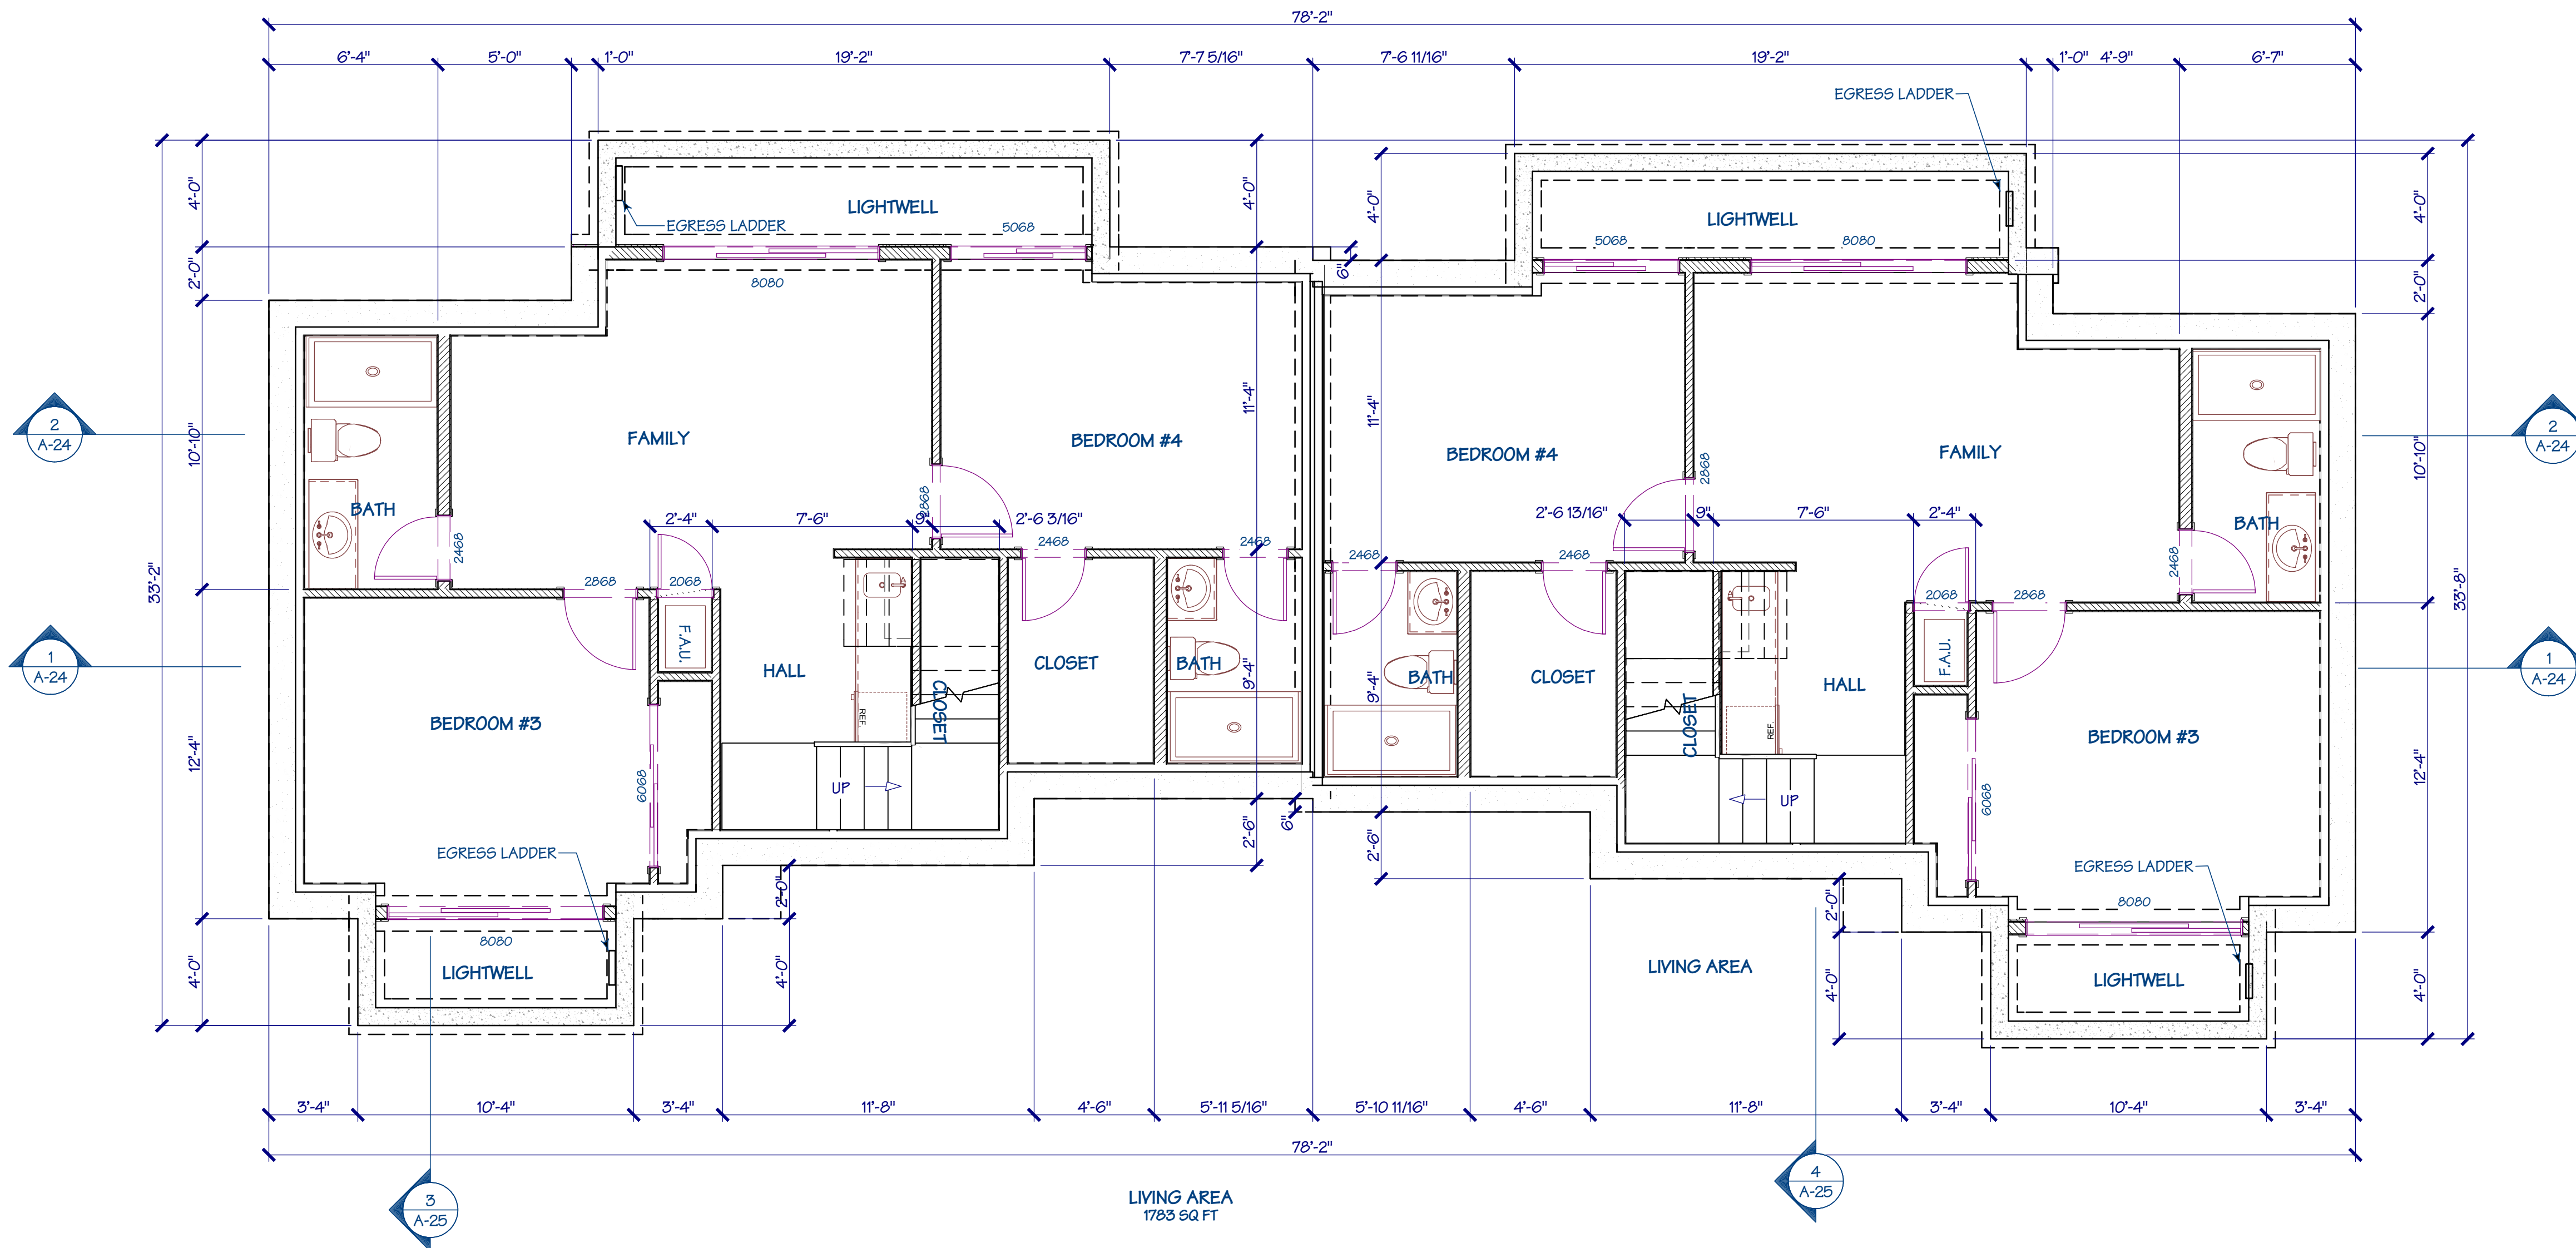 78'-2"
6'-4" 5'-0" 1'-0" 19'-2" 7'-7 5/16" 7'-6 11/16" 19'-2" 1'-0" 4'-9" 6'-7"
EGRESS LADDER
4'-0" 4'-0" 4'-0" 4'-0"
LIGHTWELL LIGHTWELL
EGRESS LADDER 5068 5068 8080
2'-0" 6" 2'-0"
8080
11'-4" 11'-4"
2 2
A-24 A-24
10'-10" FAMILY BEDROOM #4 BEDROOM #4 FAMILY 10'-10"
2868 2868
BATH BATH
2'-4" 7'-6" 9" 2'-6 3/16" 2'-6 13/16" 9" 7'-6" 2'-4"
2468 2468 2468 2468 2468 2468
33'-2" 33'-8"
2868 2068 2068 2868
F.A.U. F.A.U.
1 1
A-24 A-24
HALL CLOSET BATH BATH CLOSET HALL
9'-4" 9'-4"
CLOSET CLOSET
REF. REF.
BEDROOM #3 BEDROOM #3
12'-4" 12'-4"
6068 6068
UP UP
6"
2'-6" 2'-6"
EGRESS LADDER EGRESS LADDER
2'-0" 2'-0"
8080 8080
4'-0" LIGHTWELL 4'-0" LIVING AREA 4'-0" LIGHTWELL 4'-0"
3'-4" 10'-4" 3'-4" 11'-8" 4'-6" 5'-11 5/16" 5'-10 11/16" 4'-6" 11'-8" 3'-4" 10'-4" 3'-4"
78'-2"
3 4
A-25 A-25
LIVING AREA
1783 SQ FT